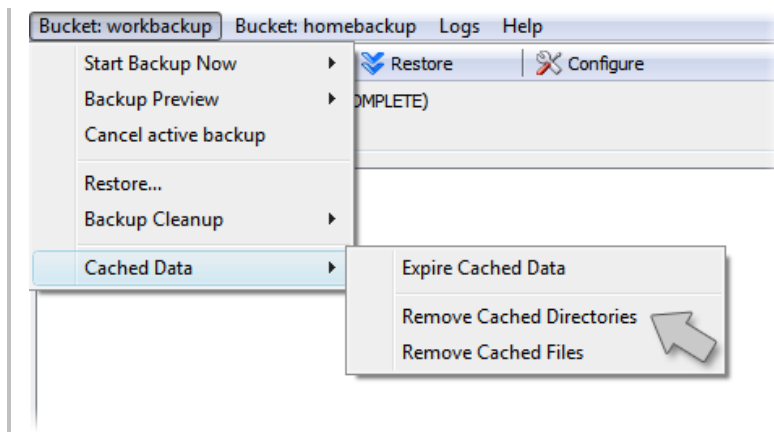 Bucket: workbackup Bucket: homebackup Logs Help
Start Backup Now
Restore
Configure
Backup Preview
OMPLETE)
Cancel active backup
Restore...
Backup Cleanup
Cached Data
Expire Cached Data
Remove Cached Directories
Remove Cached Files